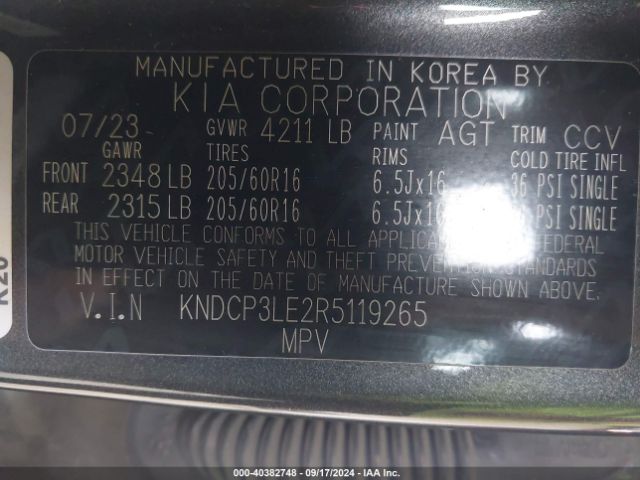 MANUFACTURED IN KOREA BY
KIA CORPORATION
07/23 GVWR 4211 LB PAINT AGT TRIM CCV
GAWR TIRES RIMS COLD TIRE INFL
FRONT 2348 LB 205/60R16 6.5Jx16 36 PSI SINGLE
REAR 2315 LB 205/60R16 6.5Jx16 PSI SINGLE
THIS VEHICLE CONFORMS TO ALL FEDERAL
MOTOR VEHICLE SAFETY AND THEFT PREVENTION STANDARDS
IN EFFECT ON THE DATE OF MANUFACTURE SHOWN ABOVE.
V.I.N KNDCP3LE2R5119265
MPV
K20
000-40382748 - 09/17/2024 - IAA Inc.